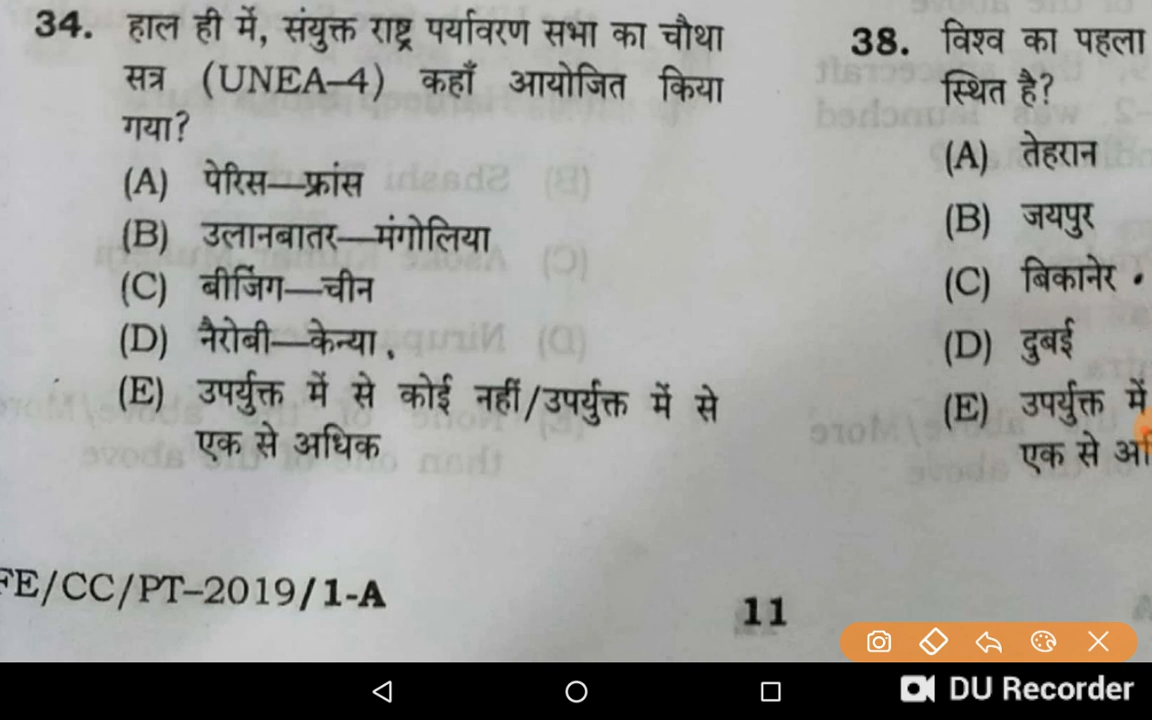 34. हाल ही में, संयुक्त राष्ट्र पर्यावरण सभा का चौथा
सत्र (UNEA–4) कहाँ आयोजित किया
गया?
(A) पेरिस—फ्रांस
(B) उलानबातर—मंगोलिया
(C) बीजिंग—चीन
(D) नैरोबी—केन्या
(E) उपर्युक्त में से कोई नहीं/उपर्युक्त में से
एक से अधिक
38. विश्व का पहला
स्थित है?
(A) तेहरान
(B) जयपुर
(C) बिकानेर
(D) दुबई
(E) उपर्युक्त में
एक से
FE/CC/PT–2019/1-A
11
DU Recorder